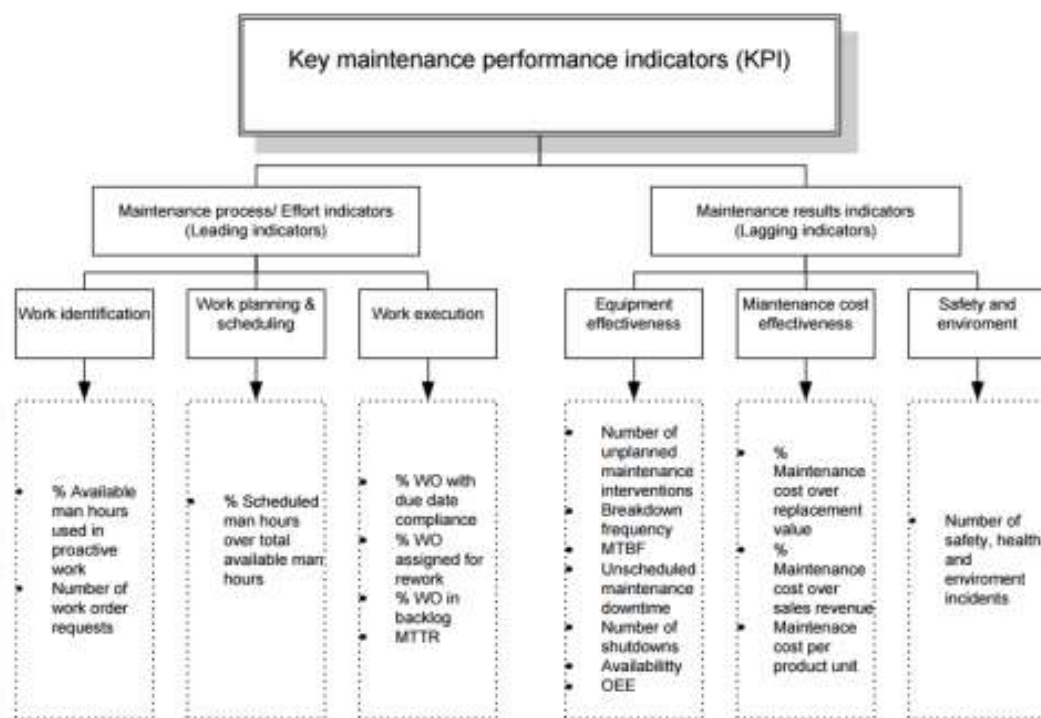 Key maintenance performance indicators (KPI)
Maintenance process/ Effort indicators
(Leading indicators)
Maintenance results indicators
(Lagging indicators)
Work identification
Work planning &
scheduling
Work execution
Equipment
effectiveness
Miantenance cost
effectiveness
Safety and
enviroment
• % Available
man hours
used in
proactive
work
• Number of
work order
requests
• % Scheduled
man hours
over total
available man
hours
• % WO with
due date
compliance
• % WO
assigned for
rework
• % WO in
backlog
• MTTR
• Number of
unplanned
maintenance
interventions
• Breakdown
frequency
• MTBF
• Unscheduled
maintenance
downtime
• Number of
shutdowns
• Availabilitty
• OEE
• %
Maintenance
cost over
replacement
value
• %
Maintenance
cost over
sales revenue
• Maintenace
cost per
product unit
• Number of
safety, health
and
enviroment
incidents